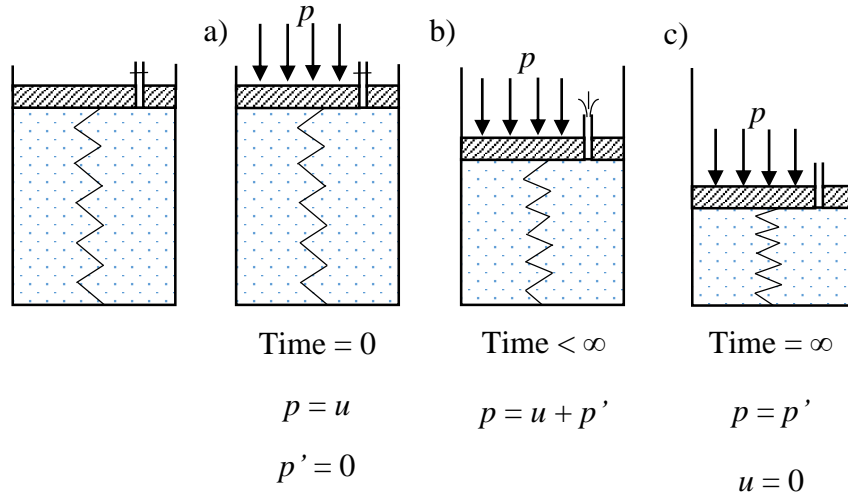 a)
p
Time = 0
p = u
p’ = 0
b)
p
Time < ∞
p = u + p’
c)
p
Time = ∞
p = p’
u = 0